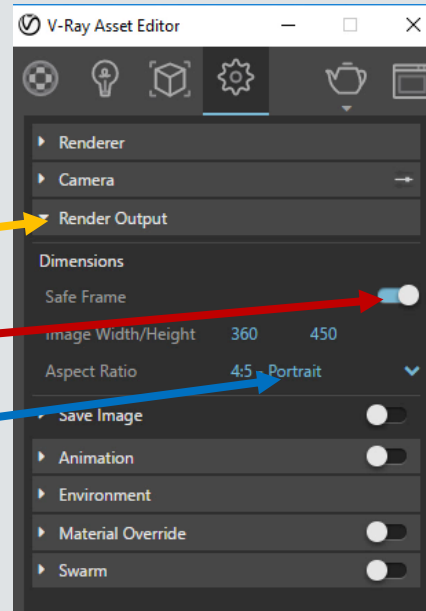 V-Ray Asset Editor
Renderer
Camera
Render Output
Dimensions
Safe Frame
Image Width/Height 360 450
Aspect Ratio 4:5 - Portrait
Save Image
Animation
Environment
Material Override
Swarm